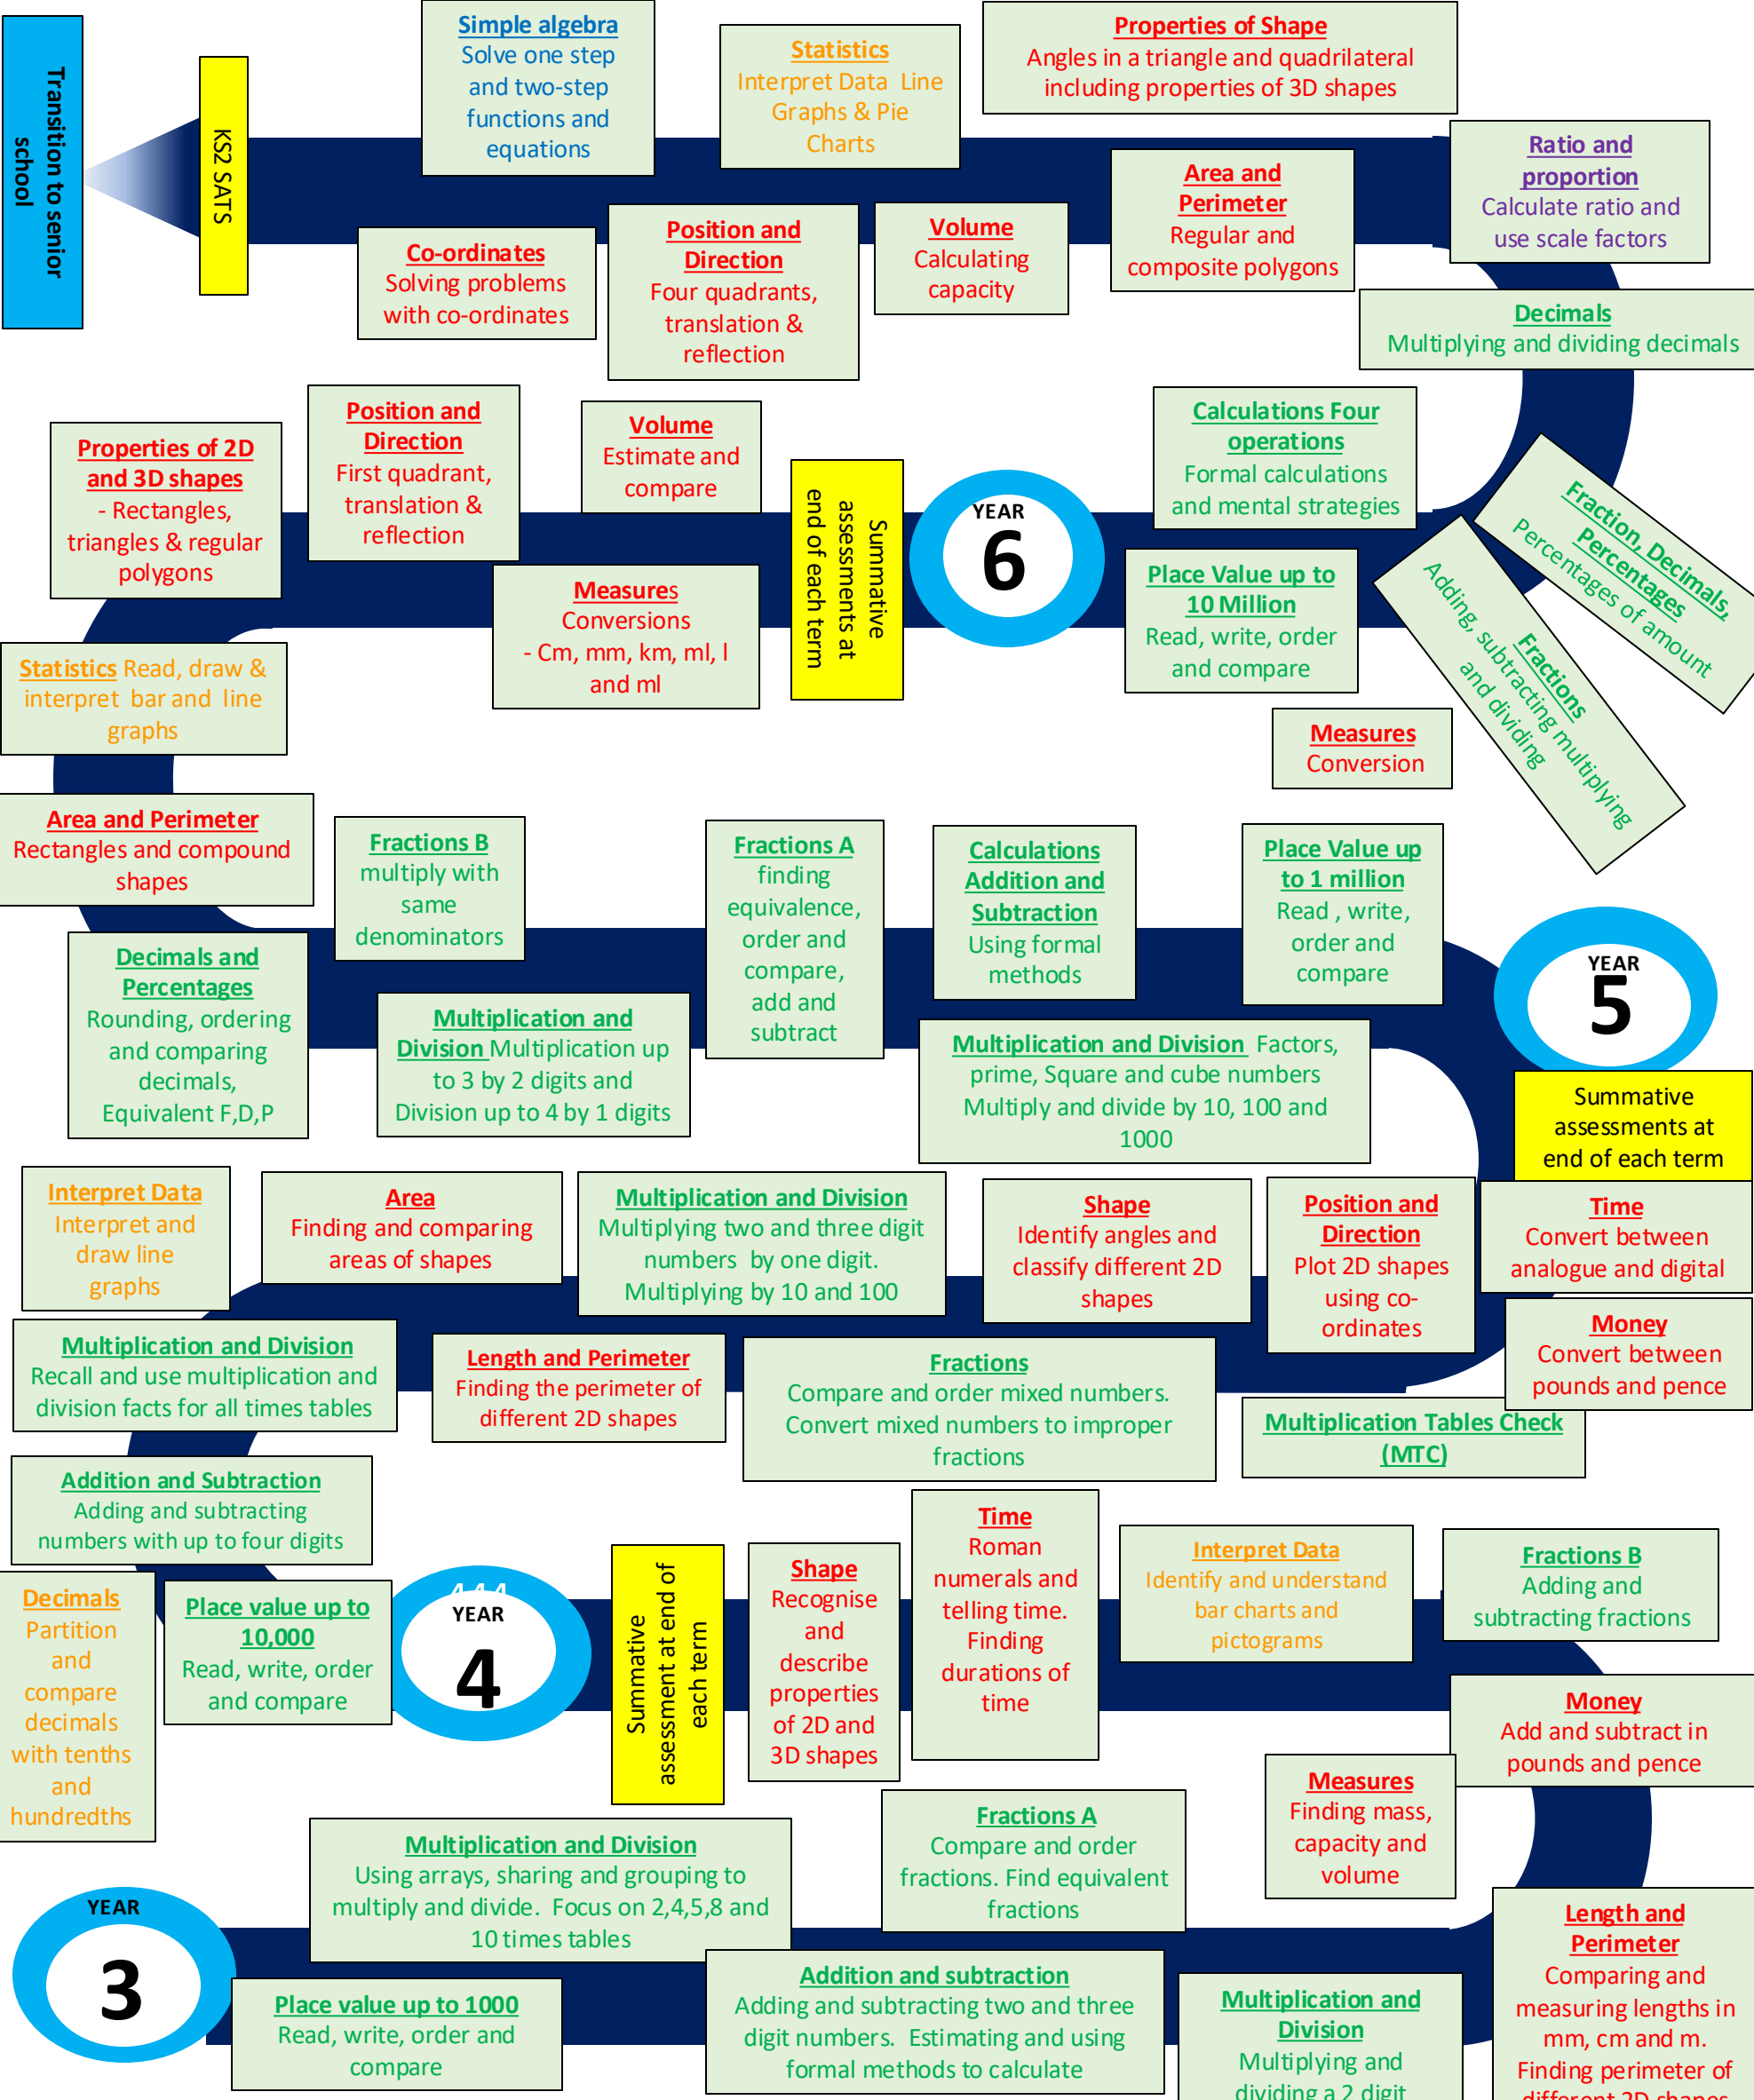 Transition to senior
school
KS2 SATS
Simple algebra
Solve one step
and two-step
functions and
equations
Statistics
Interpret Data  Line
Graphs & Pie
Charts
Properties of Shape
Angles in a triangle and quadrilateral
including properties of 3D shapes
Ratio and
proportion
Calculate ratio and
use scale factors
Co-ordinates
Solving problems
with co-ordinates
Position and
Direction
Four quadrants,
translation &
reflection
Volume
Calculating
capacity
Area and
Perimeter
Regular and
composite polygons
Decimals
Multiplying and dividing decimals
Properties of 2D
and 3D shapes
- Rectangles,
triangles & regular
polygons
Position and
Direction
First quadrant,
translation &
reflection
Volume
Estimate and
compare
Measures
Conversions
- Cm, mm, km, ml, l
and ml
Summative
assessments at
end of each term
YEAR
6
Calculations Four
operations
Formal calculations
and mental strategies
Place Value up to
10 Million
Read, write, order
and compare
Fraction, Decimals,
Percentages
Percentages of amount
Fractions
Adding, subtracting multiplying
and dividing
Measures
Conversion
Statistics Read, draw &
interpret  bar and  line
graphs
Area and Perimeter
Rectangles and compound
shapes
Fractions B
multiply with
same
denominators
Fractions A
finding
equivalence,
order and
compare,
add and
subtract
Calculations
Addition and
Subtraction
Using formal
methods
Place Value up
to 1 million
Read , write,
order and
compare
YEAR
5
Decimals and
Percentages
Rounding, ordering
and comparing
decimals,
Equivalent F,D,P
Multiplication and
Division Multiplication up
to 3 by 2 digits and
Division up to 4 by 1 digits
Multiplication and Division  Factors,
prime, Square and cube numbers
Multiply and divide by 10, 100 and
1000
Summative
assessments at
end of each term
Interpret Data
Interpret and
draw line
graphs
Area
Finding and comparing
areas of shapes
Multiplication and Division
Multiplying two and three digit
numbers  by one digit.
Multiplying by 10 and 100
Shape
Identify angles and
classify different 2D
shapes
Position and
Direction
Plot 2D shapes
using co-
ordinates
Time
Convert between
analogue and digital
Money
Convert between
pounds and pence
Multiplication and Division
Recall and use multiplication and
division facts for all times tables
Length and Perimeter
Finding the perimeter of
different 2D shapes
Fractions
Compare and order mixed numbers.
Convert mixed numbers to improper
fractions
Multiplication Tables Check
(MTC)
Addition and Subtraction
Adding and subtracting
numbers with up to four digits
Decimals
Partition
and
compare
decimals
with tenths
and
hundredths
Place value up to
10,000
Read, write, order
and compare
444
YEAR
4
Summative
assessment at end of
each term
Shape
Recognise
and
describe
properties
of 2D and
3D shapes
Time
Roman
numerals and
telling time.
Finding
durations of
time
Interpret Data
Identify and understand
bar charts and
pictograms
Fractions B
Adding and
subtracting fractions
Money
Add and subtract in
pounds and pence
Measures
Finding mass,
capacity and
volume
YEAR
3
Multiplication and Division
Using arrays, sharing and grouping to
multiply and divide.  Focus on 2,4,5,8 and
10 times tables
Fractions A
Compare and order
fractions. Find equivalent
fractions
Length and
Perimeter
Comparing and
measuring lengths in
mm, cm and m.
Finding perimeter of
different 2D shapes
Place value up to 1000
Read, write, order and
compare
Addition and subtraction
Adding and subtracting two and three
digit numbers.  Estimating and using
formal methods to calculate
Multiplication and
Division
Multiplying and
dividing a 2 digit